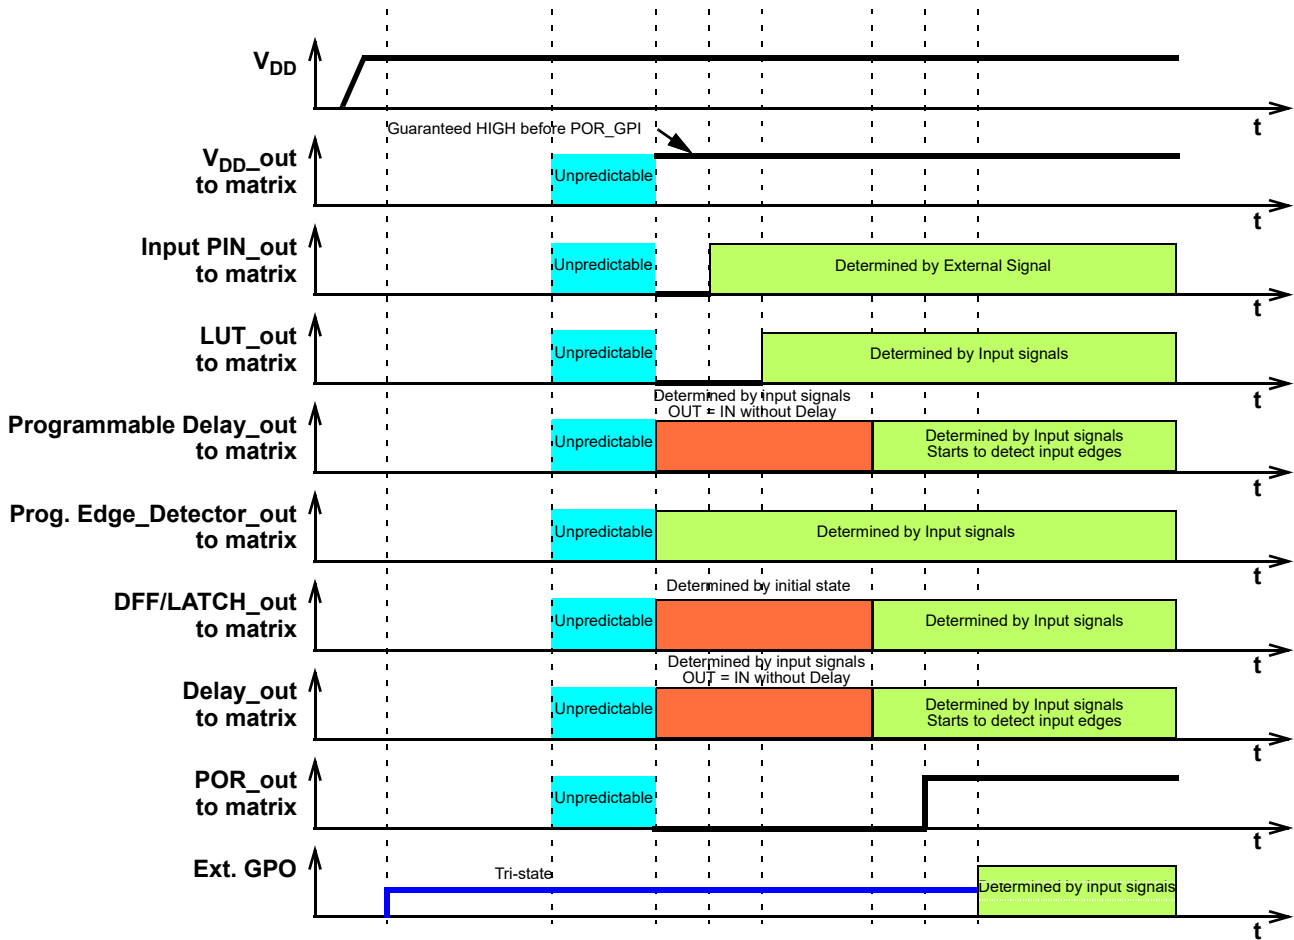 VDD
t
Guaranteed HIGH before POR_GPI
VDD_out
to matrix
Unpredictable
t
Input PIN_out
to matrix
Unpredictable
Determined by External Signal
t
LUT_out
to matrix
Unpredictable
Determined by Input signals
t
Determined by input signals
OUT = IN without Delay
Programmable Delay_out
to matrix
Unpredictable
Determined by Input signals
Starts to detect input edges
t
Prog. Edge_Detector_out
to matrix
Unpredictable
Determined by Input signals
t
Determined by initial state
DFF/LATCH_out
to matrix
Unpredictable
Determined by Input signals
t
Determined by input signals
OUT = IN without Delay
Delay_out
to matrix
Unpredictable
Determined by Input signals
Starts to detect input edges
t
POR_out
to matrix
Unpredictable
t
Ext. GPO
Tri-state
Determined by input signals
t